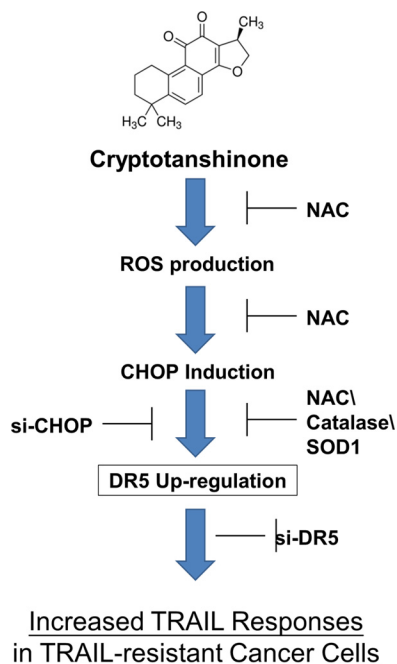 O
O
CH3
O
H3C CH3
Cryptotanshinone
NAC
ROS production
NAC
CHOP Induction
si-CHOP
NAC\
Catalase\
SOD1
DR5 Up-regulation
si-DR5
Increased TRAIL Responses
in TRAIL-resistant Cancer Cells